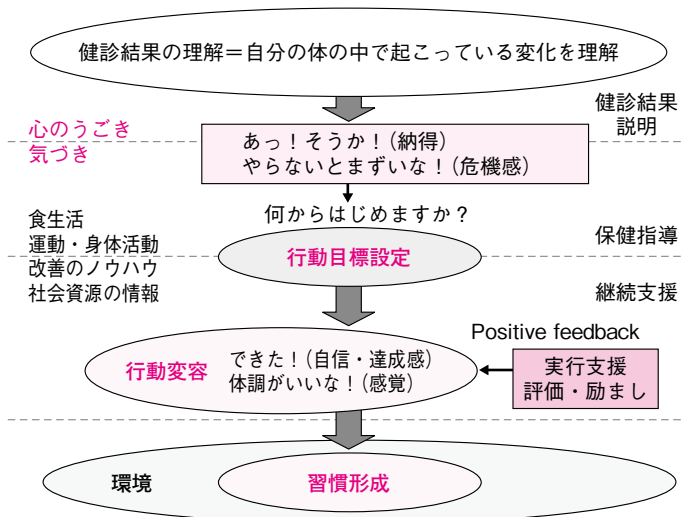 健診結果の理解＝自分の体の中で起こっている変化を理解
健診結果
説明
心のうごき
気づき
あっ！そうか！(納得)
やらないとまずいな！(危機感)
何からはじめますか？
食生活
運動・身体活動
改善のノウハウ
社会資源の情報
行動目標設定
保健指導
継続支援
Positive feedback
行動変容
できた！(自信・達成感)
体調がいいな！(感覚)
実行支援
評価・励まし
環境
習慣形成